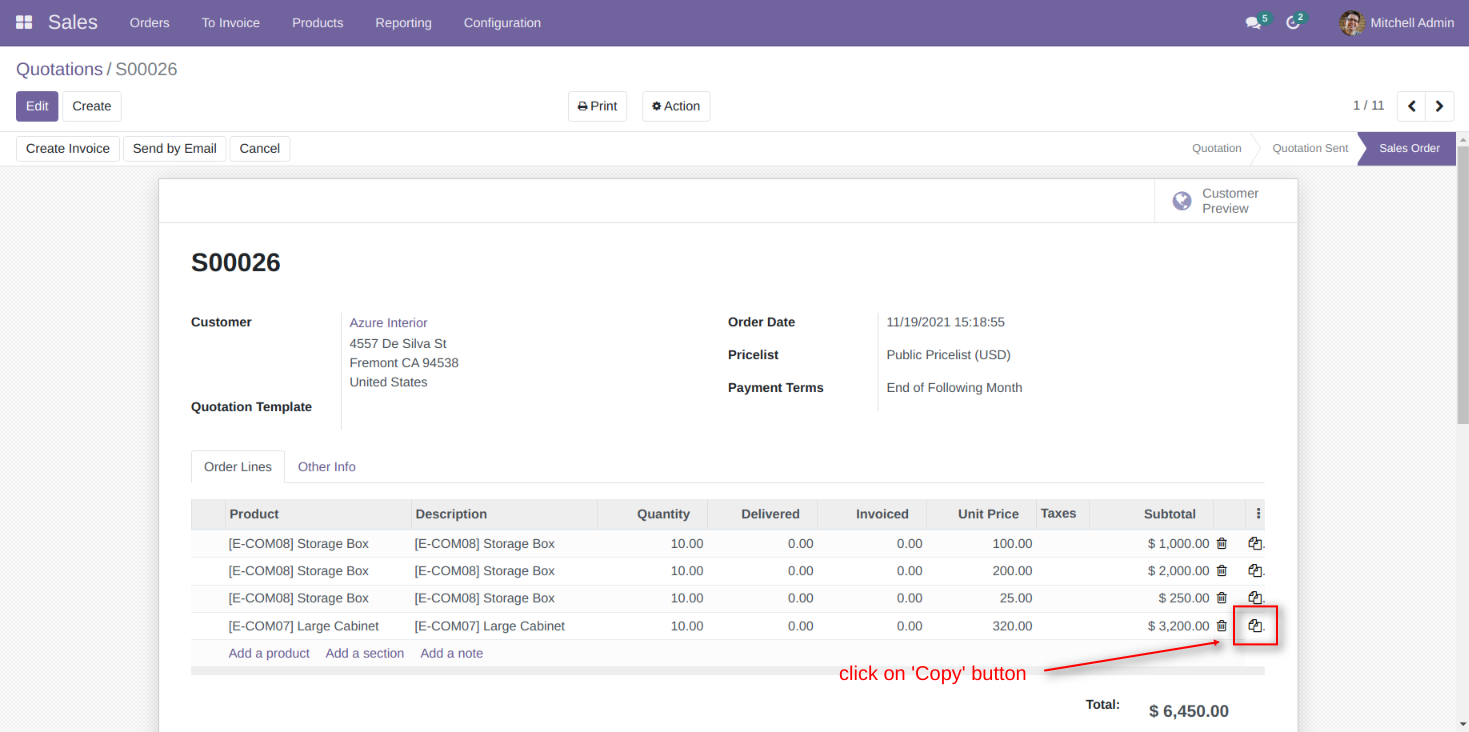 Sales Orders To Invoice Products Reporting Configuration 5 2 Mitchell Admin
Quotations / S00026
Edit Create Print Action 1 / 11
Create Invoice Send by Email Cancel Quotation Quotation Sent Sales Order
Customer
Preview
S00026
Customer Azure Interior Order Date 11/19/2021 15:18:55
4557 De Silva St
Fremont CA 94538 Pricelist Public Pricelist (USD)
United States Payment Terms End of Following Month
Quotation Template
Order Lines Other Info
Product Description Quantity Delivered Invoiced Unit Price Taxes Subtotal
[E-COM08] Storage Box [E-COM08] Storage Box 10.00 0.00 0.00 100.00 $ 1,000.00
[E-COM08] Storage Box [E-COM08] Storage Box 10.00 0.00 0.00 200.00 $ 2,000.00
[E-COM08] Storage Box [E-COM08] Storage Box 10.00 0.00 0.00 25.00 $ 250.00
[E-COM07] Large Cabinet [E-COM07] Large Cabinet 10.00 0.00 0.00 320.00 $ 3,200.00
Add a product Add a section Add a note
click on 'Copy' button
Total: $ 6,450.00